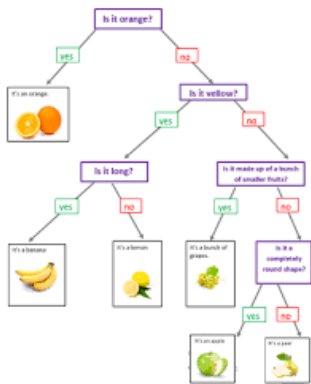 Is it orange?
yes
no
It's an orange.
Is it yellow?
yes
no
Is it long?
Is it made up of a bunch
of smaller fruits?
yes
no
yes
no
It's a banana
It's a lemon
It's a bunch of
grapes.
Is it a
completely
round shape?
yes
no
It's an apple
It's a pear